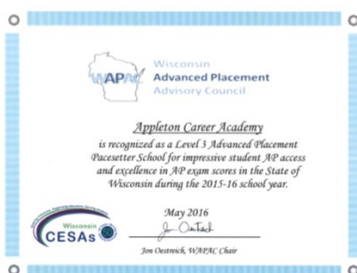 Wisconsin
WAPAC Advanced Placement
Advisory Council
Appleton Career Academy
is recognized as a Level 3 Advanced Placement
Pacesetter School for impressive student AP access
and excellence in AP exam scores in the State of
Wisconsin during the 2015-16 school year.
May 2016
Wisconsin
CESAs
Jon Oestreich, WAPAC Chair